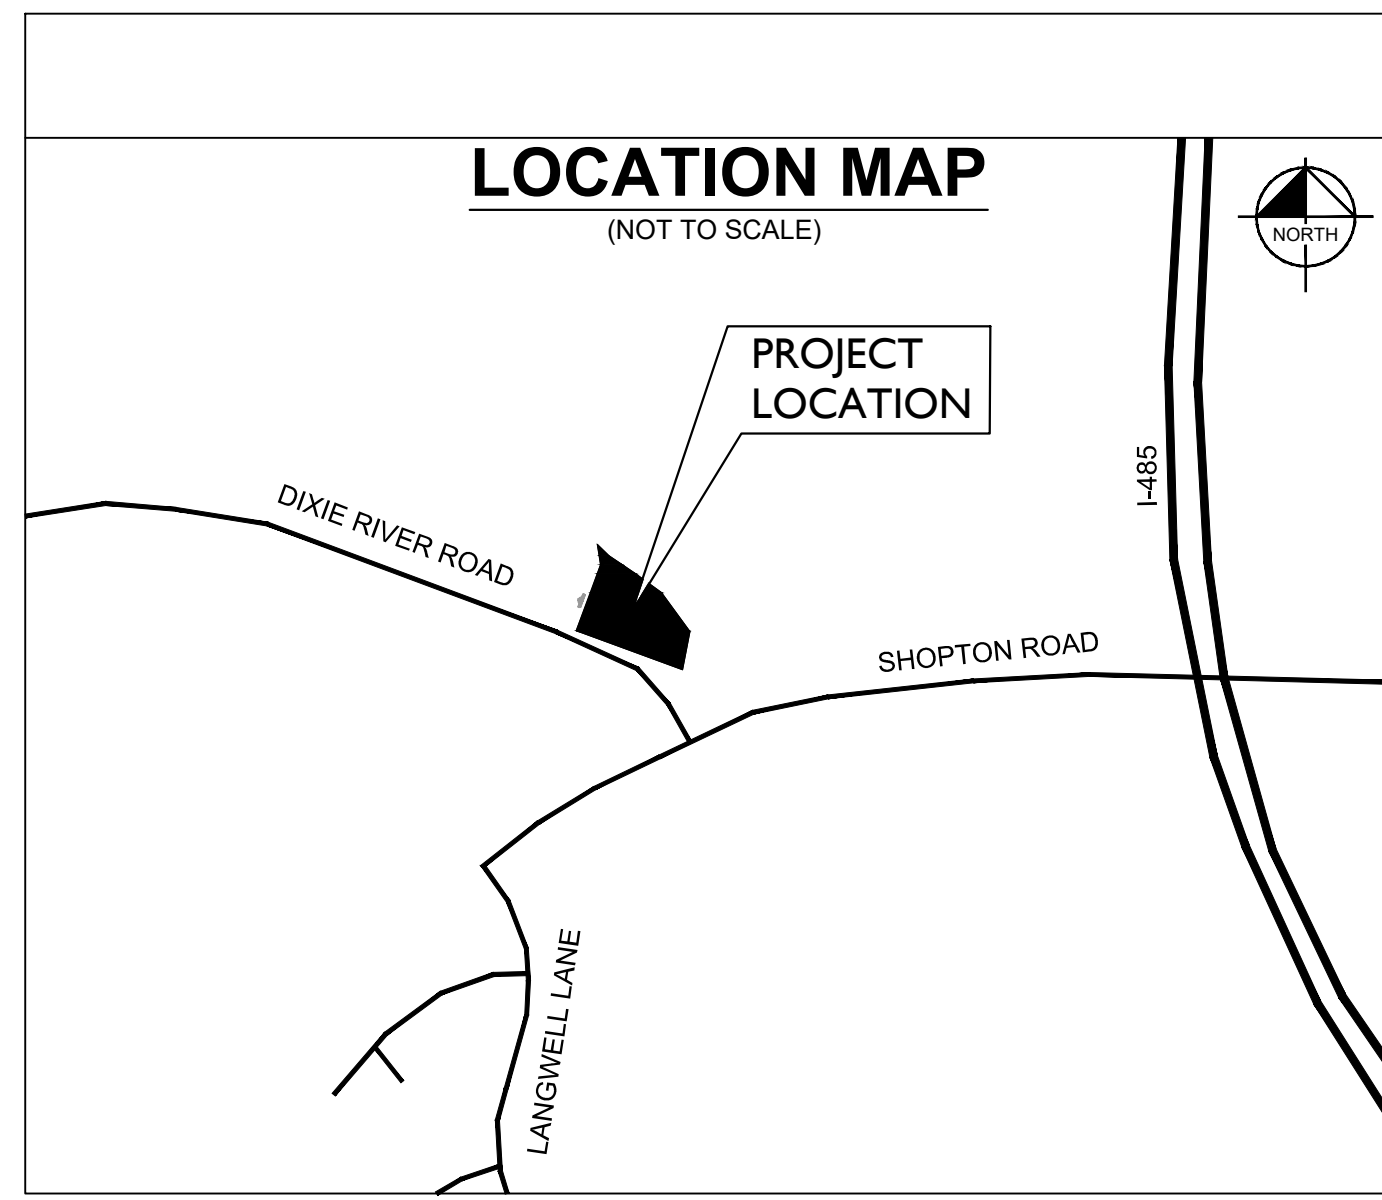 LOCATION MAP
(NOT TO SCALE)
NORTH
PROJECT
LOCATION
I-485
DIXIE RIVER ROAD
SHOPTON ROAD
LANGWELL LANE